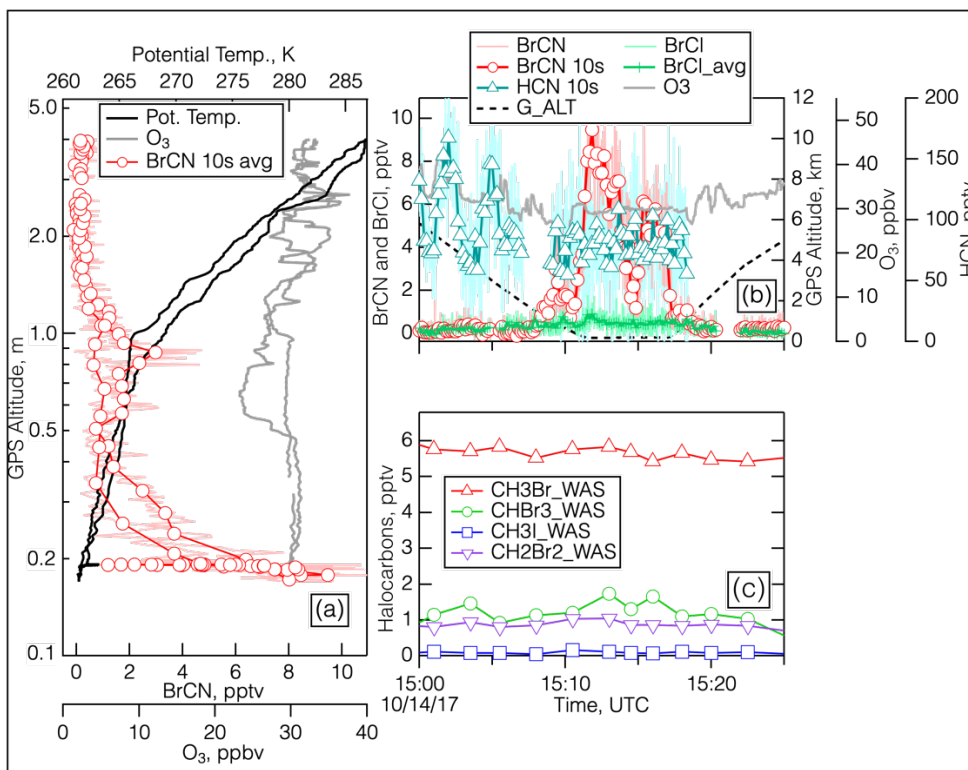 Potential Temp., K
261 265 270 275 279 283 287
5.0
2.0
1.0
0.5
0.2
0.1
GPS Altitude, m
Pot. Temp.
O3
BrCN 10s avg
(a)
0 2 4 6 8 10
BrCN, pptv
0 10 20 30 40
O3, ppbv
BrCN BrCl
BrCN 10s BrCl_avg
HCN 10s O3
G_ALT
10
8
6
4
2
0
BrCN and BrCl, pptv
12
10
8
6
4
2
0
GPS Altitude, km
50
40
30
20
10
0
O3, ppbv
200
150
100
50
0
HCN, pptv
(b)
6
5
4
3
2
1
0
Halocarbons, pptv
CH3Br_WAS
CHBr3_WAS
CH3I_WAS
CH2Br2_WAS
(c)
15:00 15:10 15:20
10/14/17 Time, UTC